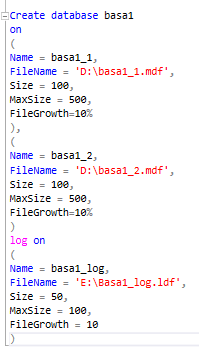 Create database basa1
on
(
Name = basa1_1,
FileName = 'D:\basa1_1.mdf',
Size = 100,
MaxSize = 500,
FileGrowth=10%
),
(
Name = basa1_2,
FileName = 'D:\basa1_2.mdf',
Size = 100,
MaxSize = 500,
FileGrowth=10%
)
log on
(
Name = basa1_log,
FileName = 'E:\Basa1_log.ldf',
Size = 50,
MaxSize = 100,
FileGrowth = 10
)